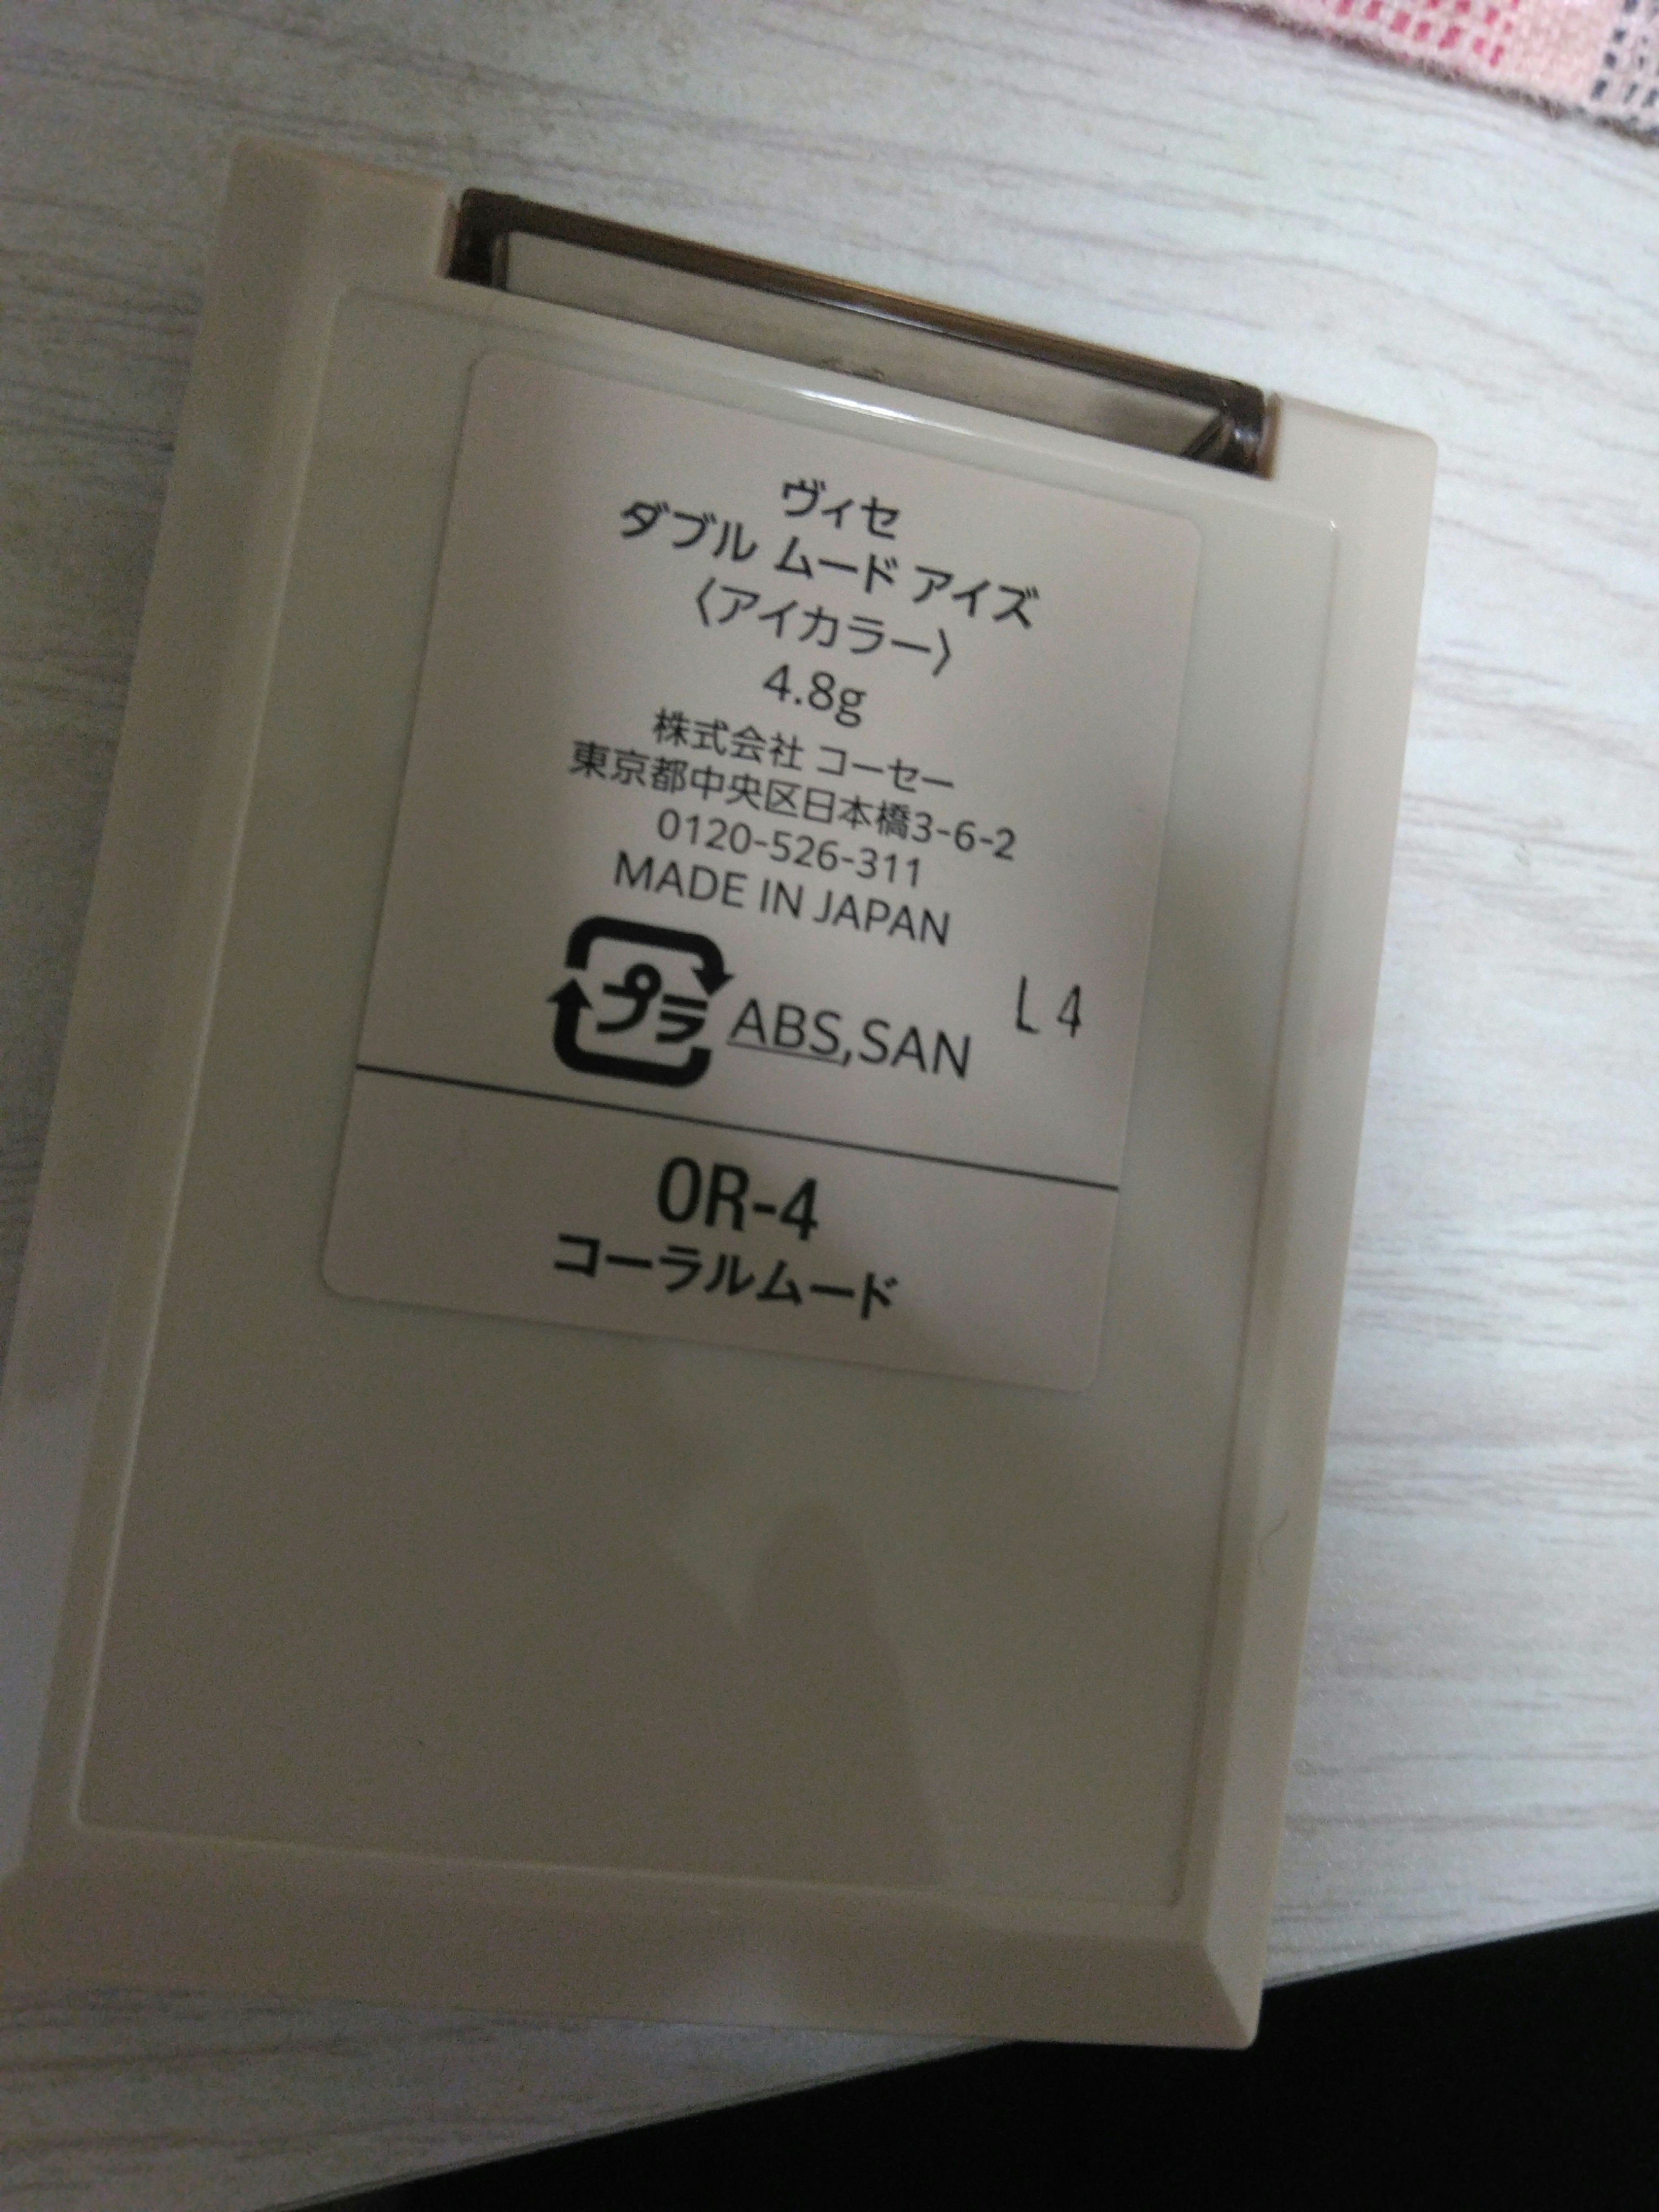 ヴィセ
ダブル ムード アイズ
〈アイカラー〉
4.8g
株式会社 コーセー
東京都中央区日本橋3-6-2
0120-526-311
MADE IN JAPAN
プラ ABS,SAN
L 4
OR-4
コーラルムード